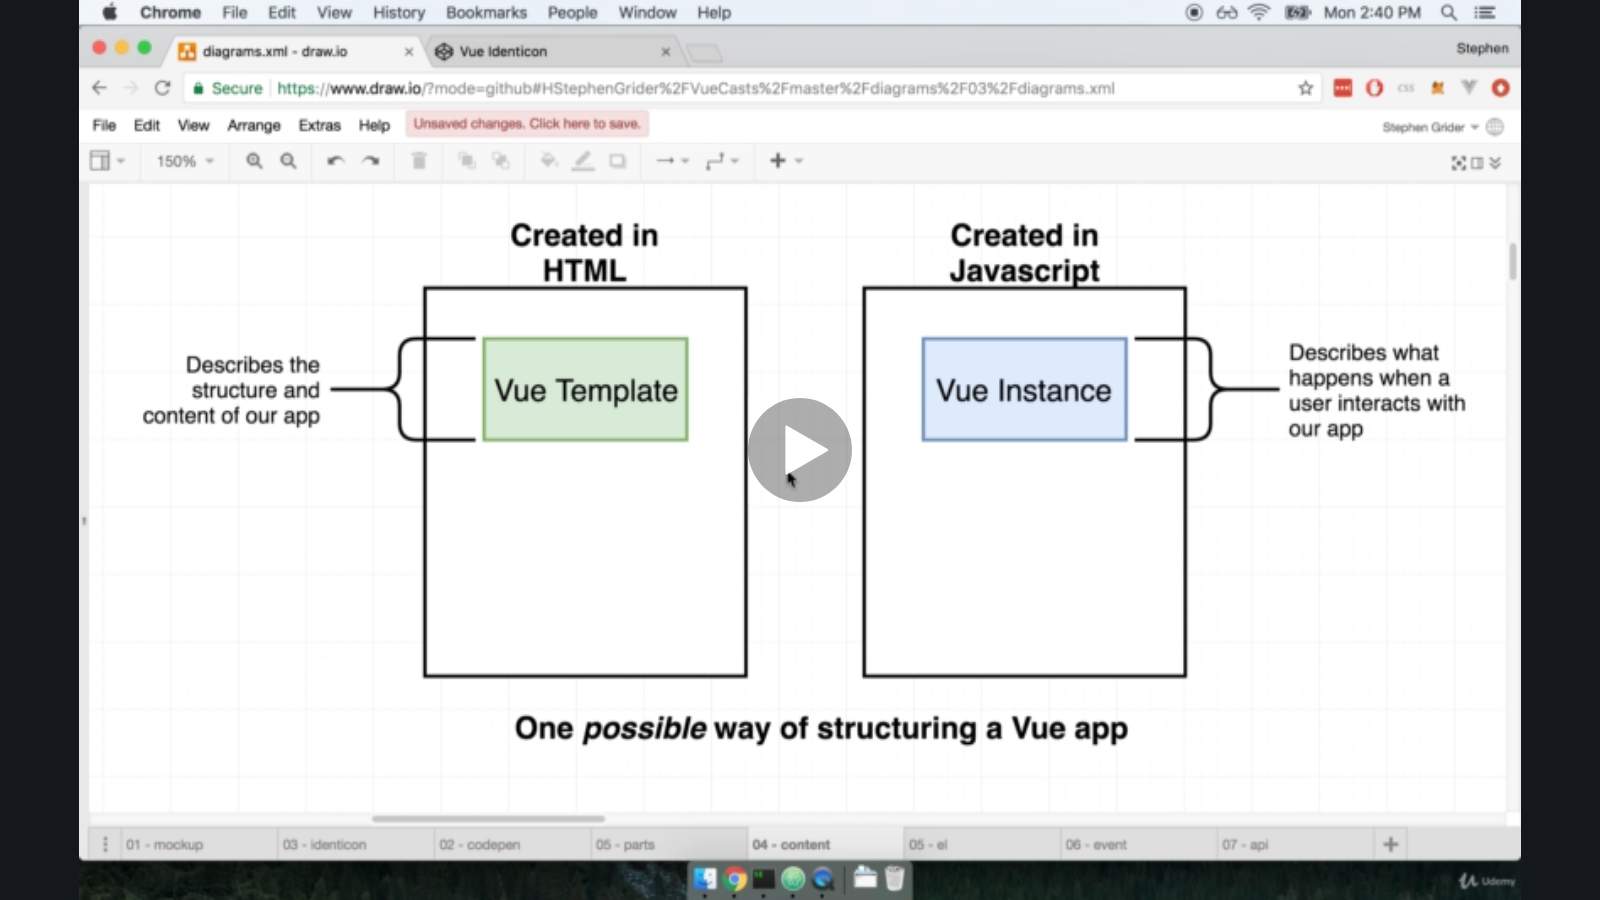 Chrome File Edit View History Bookmarks People Window Help Mon 2:40 PM
diagrams.xml - draw.io Vue Identicon Stephen
Secure https://www.draw.io/?mode=github#HStephenGrider%2FVueCasts%2Fmaster%2Fdiagrams%2F03%2Fdiagrams.xml css
File Edit View Arrange Extras Help Unsaved changes. Click here to save. Stephen Grider
150%
Created in
HTML
Created in
Javascript
Describes the
structure and
content of our app
Vue Template
Vue Instance
Describes what
happens when a
user interacts with
our app
One possible way of structuring a Vue app
01 - mockup 03 - identicon 02 - codepen 05 - parts 04 - content 05 - el 06 - event 07 - api
Udemy